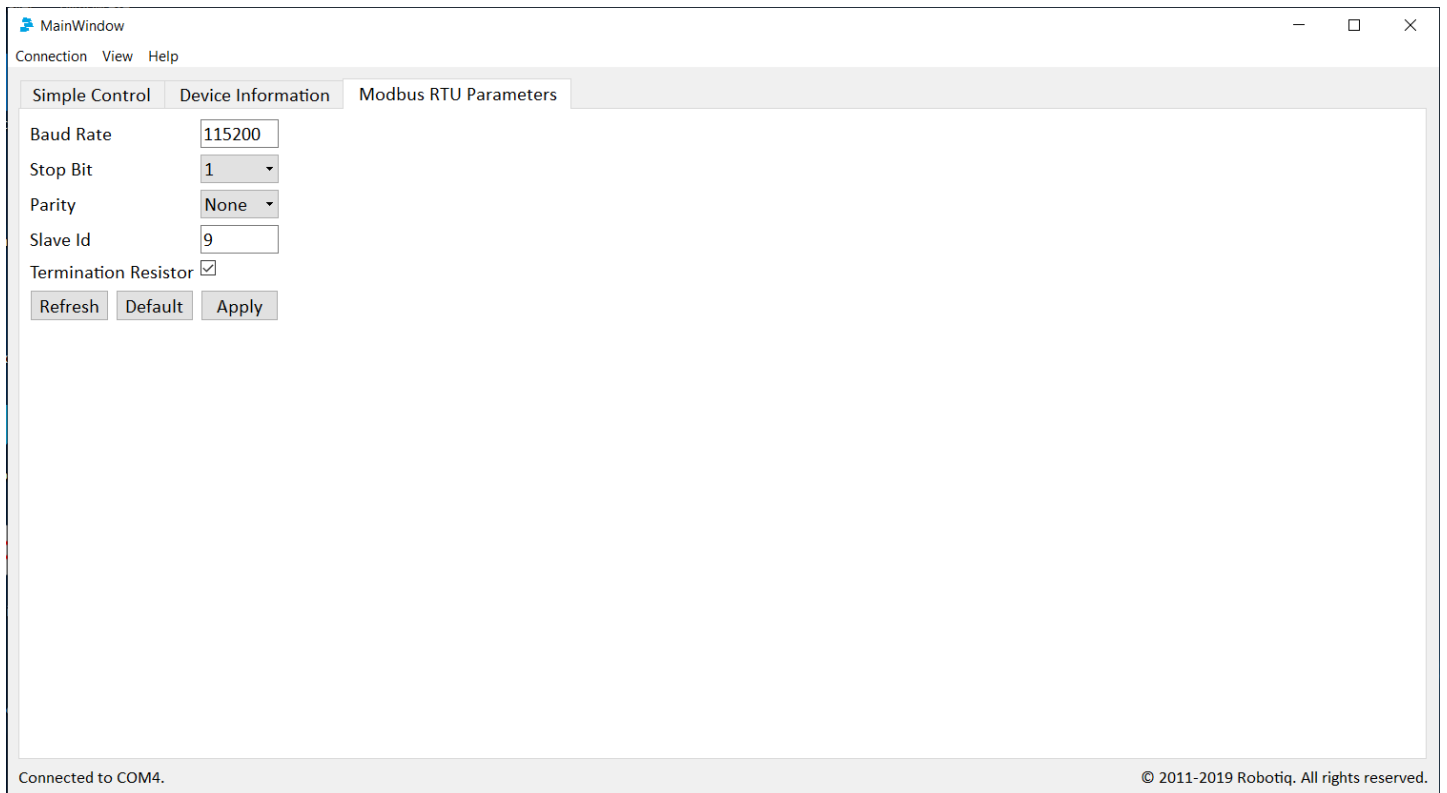 MainWindow
Connection View Help
Simple Control Device Information Modbus RTU Parameters
Baud Rate 115200
Stop Bit 1
Parity None
Slave Id 9
Termination Resistor
Refresh Default Apply
Connected to COM4. © 2011-2019 Robotiq. All rights reserved.